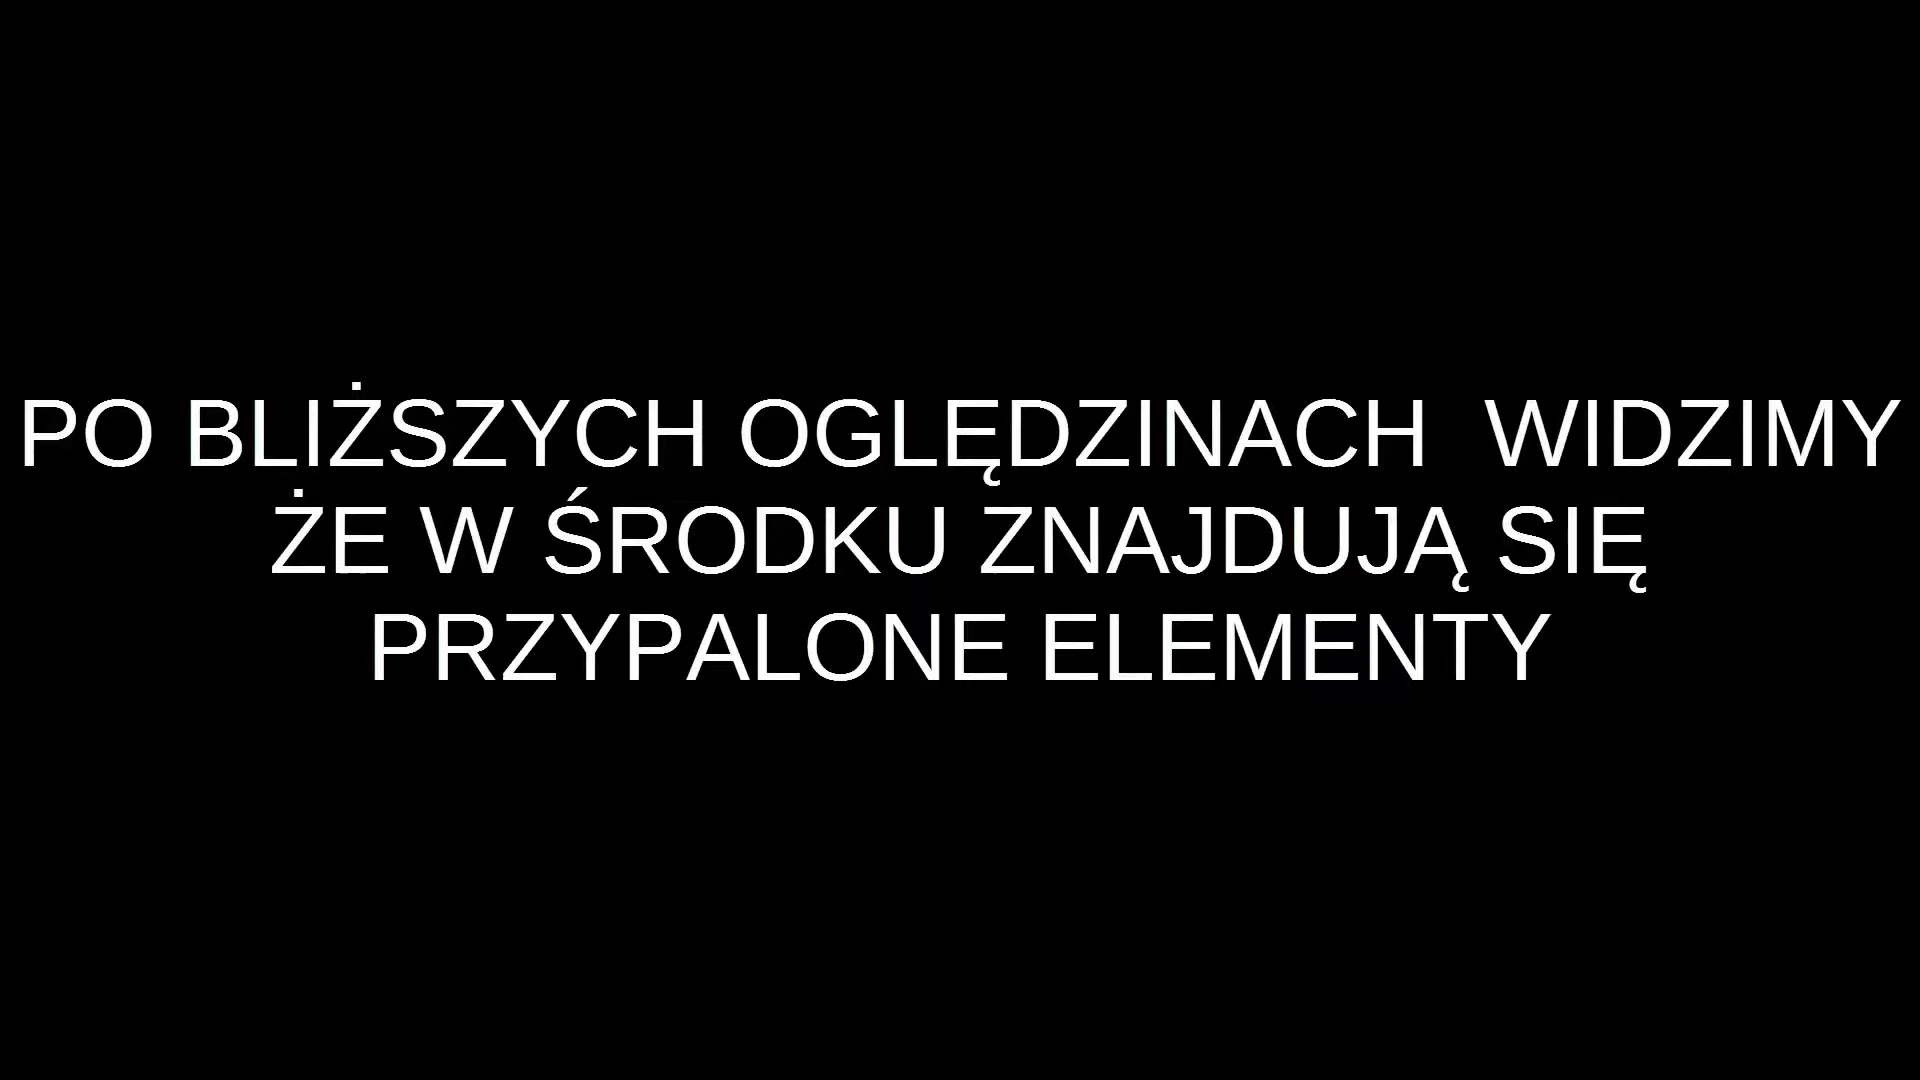 PO BLIŻSZYCH OGLĘDZINACH  WIDZIMY
ŻE W ŚRODKU ZNAJDUJĄ SIĘ
PRZYPALONE ELEMENTY